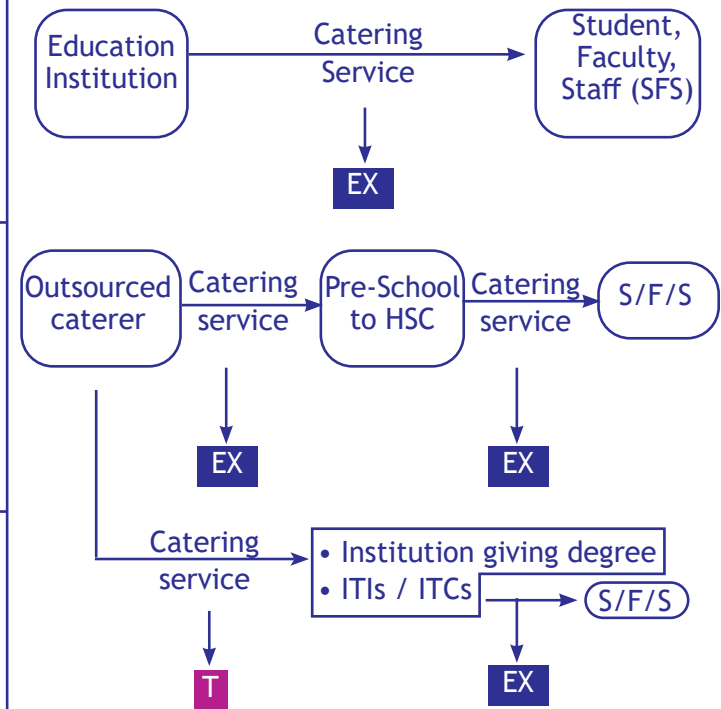 Education
Institution
Catering
Service
Student,
Faculty,
Staff (SFS)
EX
Outsourced
caterer
Catering
service
Pre-School
to HSC
Catering
service
S/F/S
EX
EX
Catering
service
• Institution giving degree
• ITIs / ITCs
S/F/S
T
EX